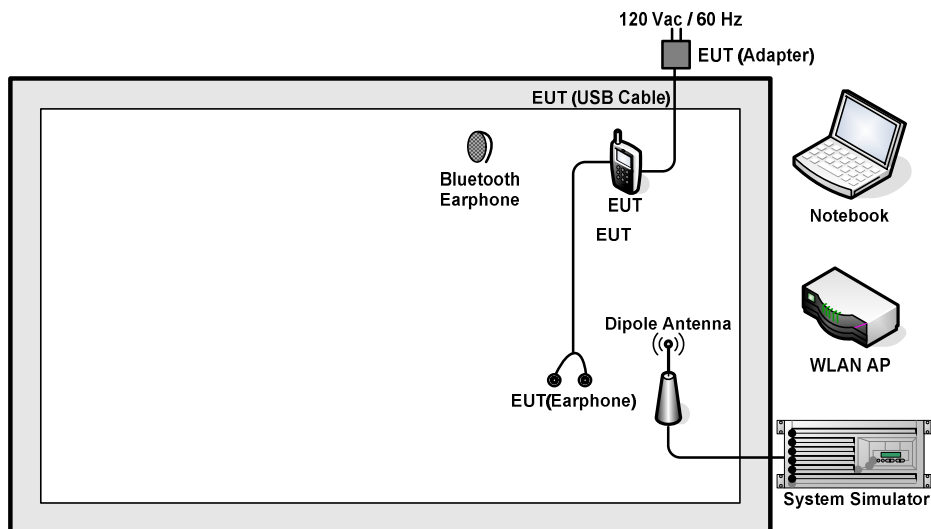 120 Vac / 60 Hz
EUT (Adapter)
EUT (USB Cable)
Bluetooth
Earphone
EUT
EUT
Notebook
Dipole Antenna
WLAN AP
EUT(Earphone)
System Simulator